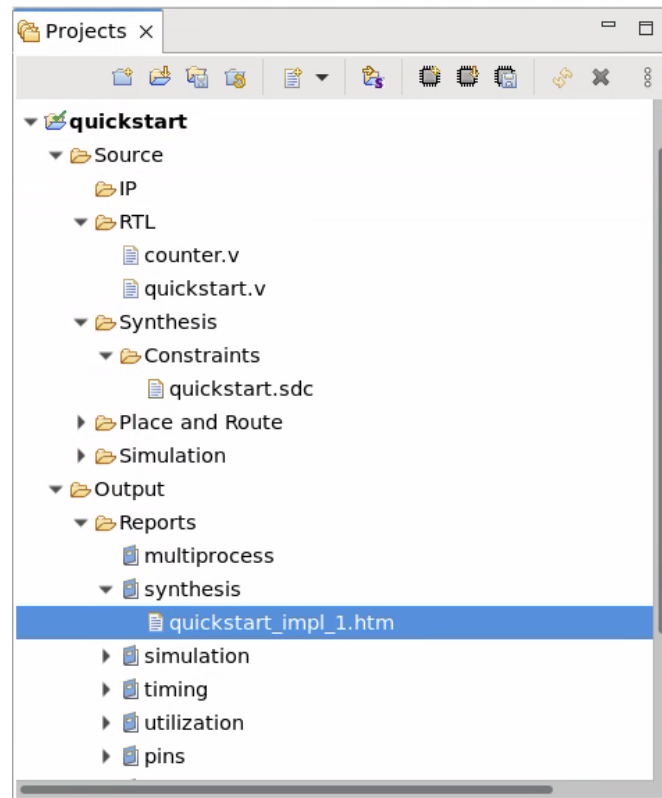 Projects
quickstart
Source
IP
RTL
counter.v
quickstart.v
Synthesis
Constraints
quickstart.sdc
Place and Route
Simulation
Output
Reports
multiprocess
synthesis
quickstart_impl_1.htm
simulation
timing
utilization
pins